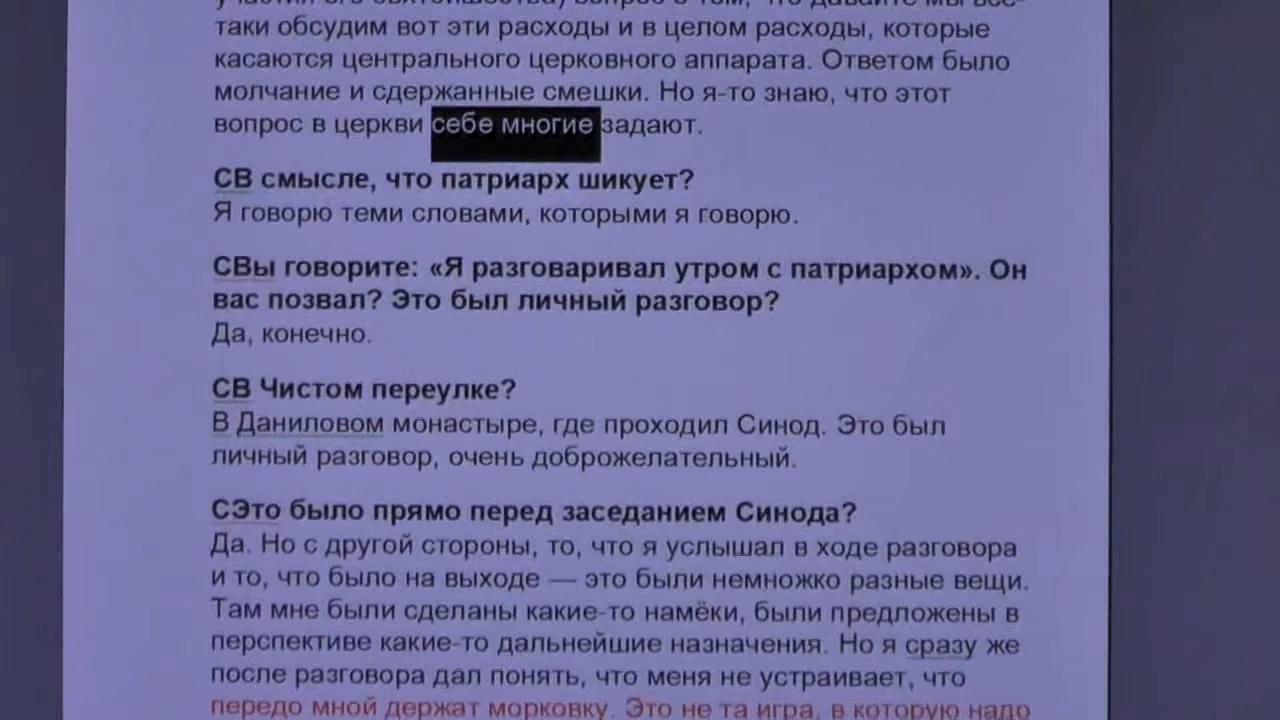 таки обсудим вот эти расходы и в целом расходы, которые
касаются центрального церковного аппарата. Ответом было
молчание и сдержанные смешки. Но я-то знаю, что этот
вопрос в церкви себе многие задают.
СВ смысле, что патриарх шикует?
Я говорю теми словами, которыми я говорю.
СВы говорите: «Я разговаривал утром с патриархом». Он
вас позвал? Это был личный разговор?
Да, конечно.
СВ Чистом переулке?
В Даниловом монастыре, где проходил Синод. Это был
личный разговор, очень доброжелательный.
СЭто было прямо перед заседанием Синода?
Да. Но с другой стороны, то, что я услышал в ходе разговора
и то, что было на выходе — это были немножко разные вещи.
Там мне были сделаны какие-то намёки, были предложены в
перспективе какие-то дальнейшие назначения. Но я сразу же
после разговора дал понять, что меня не устраивает, что
передо мной держат морковку. Это не та игра, в которую надо